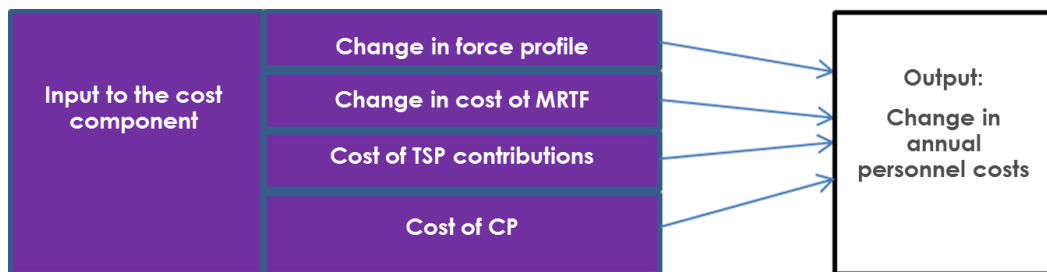 Input to the cost
component
Change in force profile
Change in cost of MRTF
Cost of TSP contributions
Cost of CP
Output:
Change in
annual
personnel costs